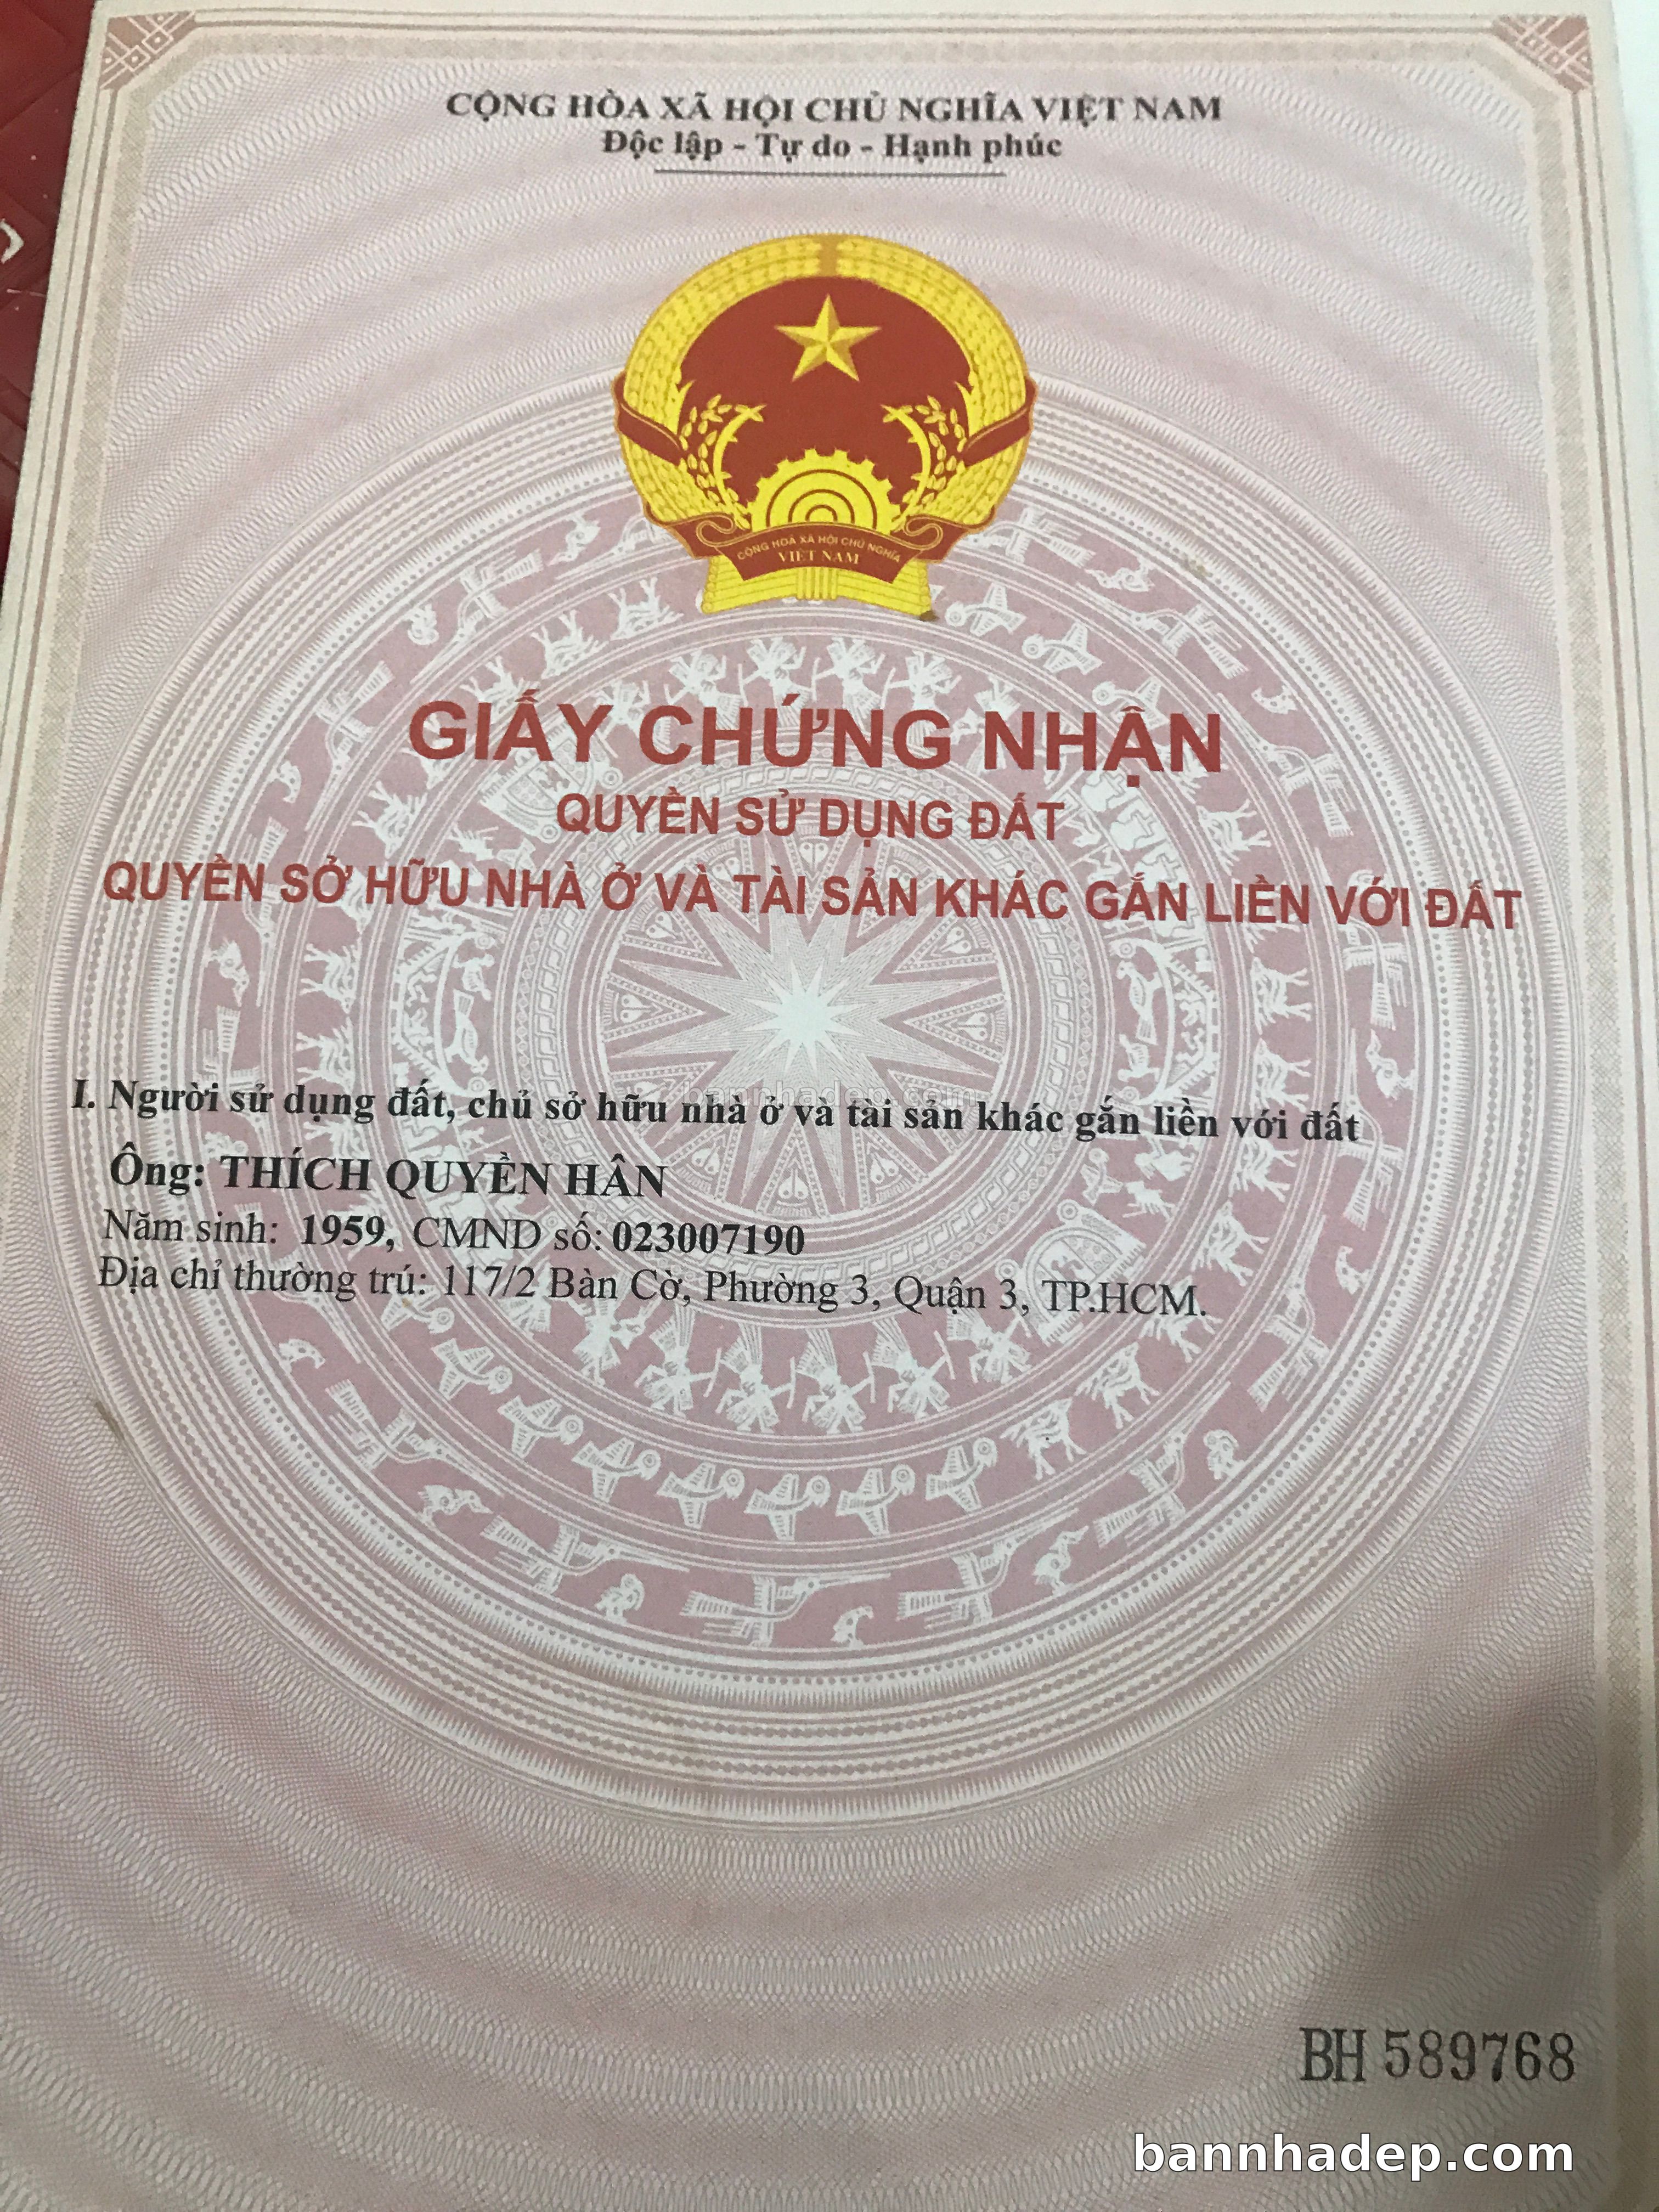 CỘNG HÒA XÃ HỘI CHỦ NGHĨA VIỆT NAM
Độc lập - Tự do - Hạnh phúc
CỘNG HOÀ XÃ HỘI CHỦ NGHĨA
VIỆT NAM
GIẤY CHỨNG NHẬN
QUYỀN SỬ DỤNG ĐẤT
QUYỀN SỞ HỮU NHÀ Ở VÀ TÀI SẢN KHÁC GẮN LIỀN VỚI ĐẤT
bannhadep.com
I. Người sử dụng đất, chủ sở hữu nhà ở và tài sản khác gắn liền với đất
Ông: THÍCH QUYỀN HÂN
Năm sinh: 1959, CMND số: 023007190
Địa chỉ thường trú: 117/2 Bàn Cờ, Phường 3, Quận 3, TP.HCM.
BH 589768
bannhadep.com